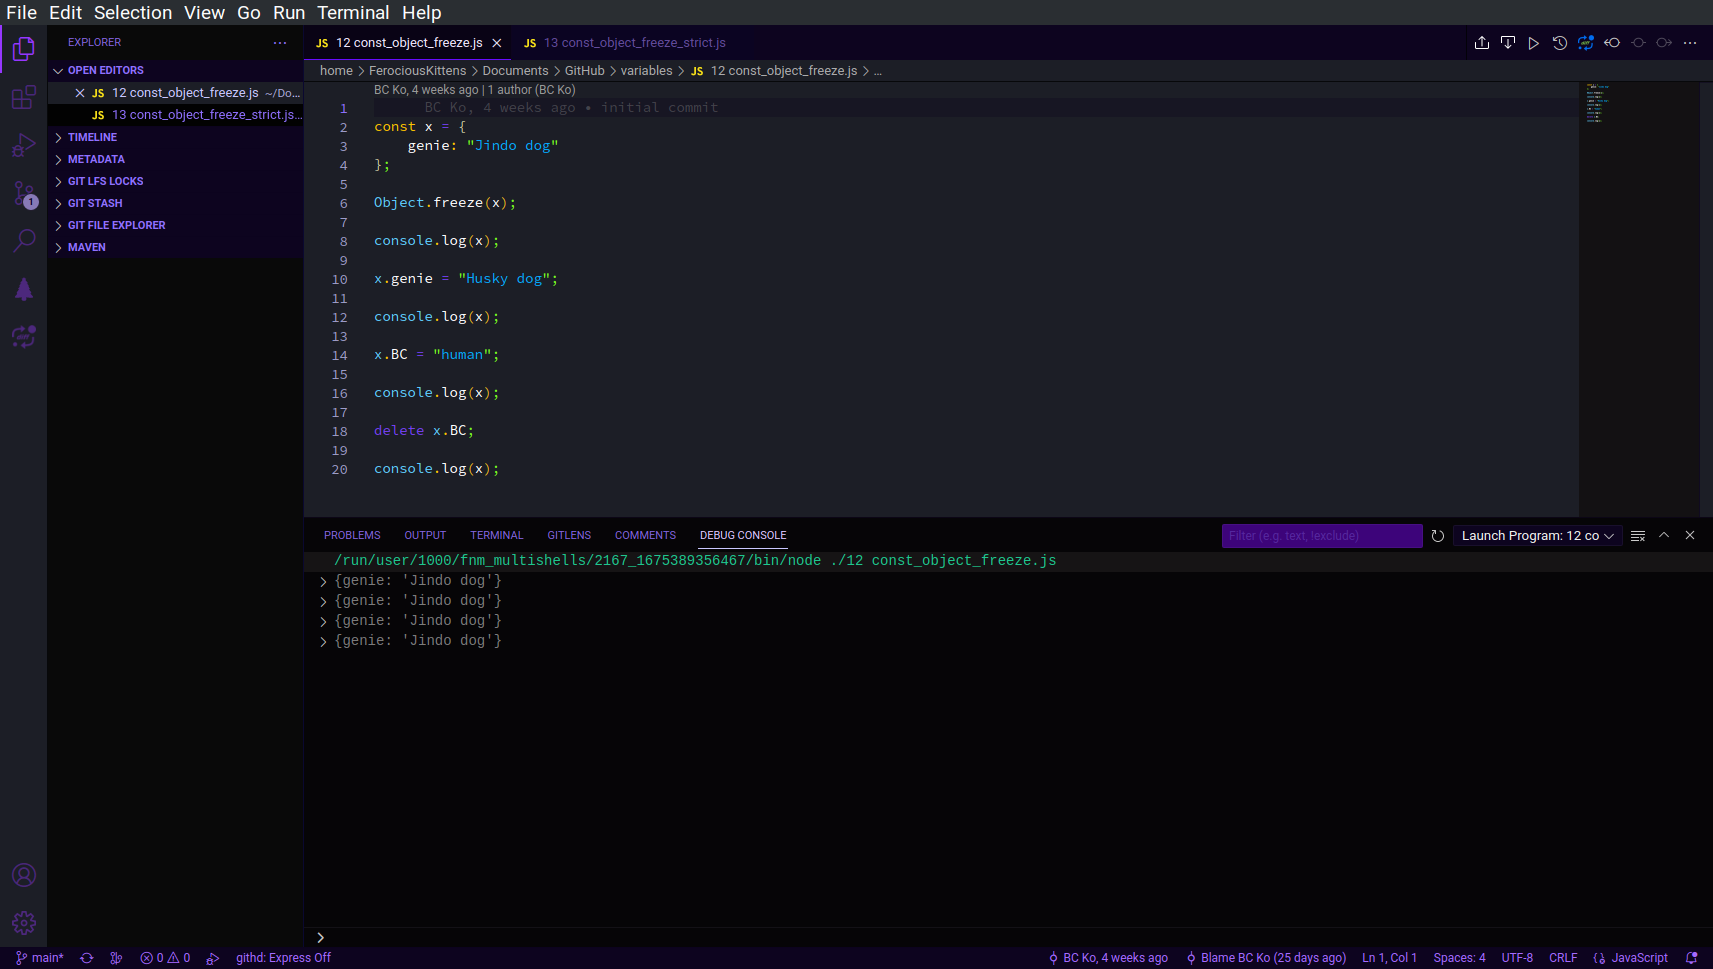 File Edit Selection View Go Run Terminal Help
EXPLORER
OPEN EDITORS
JS 12 const_object_freeze.js ~/Do...
JS 13 const_object_freeze_strict.js...
TIMELINE
METADATA
GIT LFS LOCKS
GIT STASH
GIT FILE EXPLORER
MAVEN
1
JS 12 const_object_freeze.js
JS 13 const_object_freeze_strict.js
home > FerociousKittens > Documents > GitHub > variables > JS 12 const_object_freeze.js > ...
BC Ko, 4 weeks ago | 1 author (BC Ko)
1 BC Ko, 4 weeks ago • initial commit
2 const x = {
3 genie: "Jindo dog"
4 };
5
6 Object.freeze(x);
7
8 console.log(x);
9
10 x.genie = "Husky dog";
11
12 console.log(x);
13
14 x.BC = "human";
15
16 console.log(x);
17
18 delete x.BC;
19
20 console.log(x);
PROBLEMS OUTPUT TERMINAL GITLENS COMMENTS DEBUG CONSOLE
Filter (e.g. text, !exclude)
Launch Program: 12 co
/run/user/1000/fnm_multishells/2167_1675389356467/bin/node ./12 const_object_freeze.js
> {genie: 'Jindo dog'}
> {genie: 'Jindo dog'}
> {genie: 'Jindo dog'}
> {genie: 'Jindo dog'}
>
main* 0 0 githd: Express Off
BC Ko, 4 weeks ago Blame BC Ko (25 days ago) Ln 1, Col 1 Spaces: 4 UTF-8 CRLF JavaScript